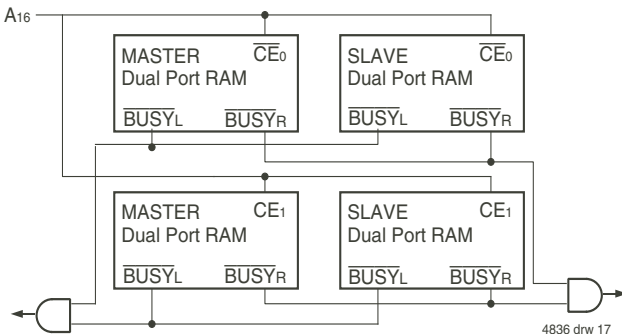 A16
MASTER CE0 SLAVE CE0
Dual Port RAM Dual Port RAM
BUSYL BUSYR BUSYL BUSYR
MASTER CE1 SLAVE CE1
Dual Port RAM Dual Port RAM
BUSYL BUSYR BUSYL BUSYR
4836 drw 17